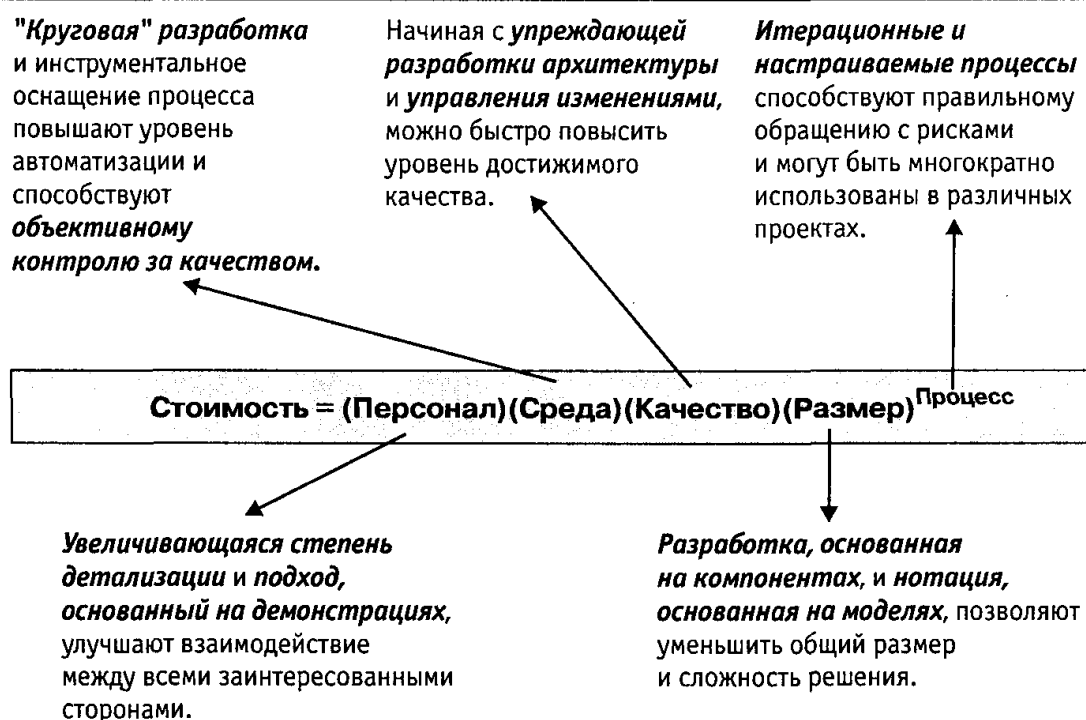 "Круговая" разработка
и инструментальное
оснащение процесса
повышают уровень
автоматизации и
способствуют
объективному
контролю за качеством.
Начиная с упреждающей
разработки архитектуры
и управления изменениями,
можно быстро повысить
уровень достижимого
качества.
Итерационные и
настраиваемые процессы
способствуют правильному
обращению с рисками
и могут быть многократно
использованы в различных
проектах.
Стоимость = (Персонал)(Среда)(Качество)(Размер)Процесс
Увеличивающаяся степень
детализации и подход,
основанный на демонстрациях,
улучшают взаимодействие
между всеми заинтересованными
сторонами.
Разработка, основанная
на компонентах, и нотация,
основанная на моделях, позволяют
уменьшить общий размер
и сложность решения.